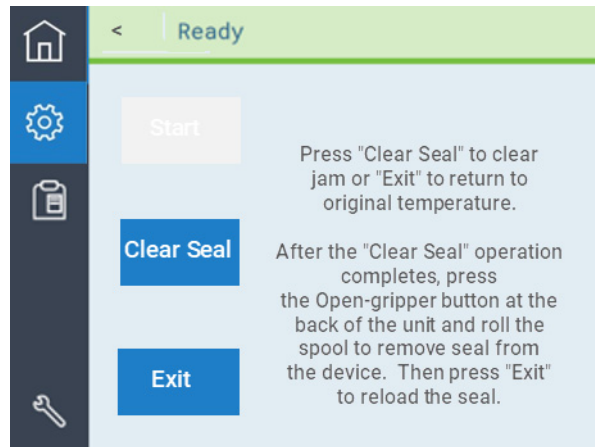 < Ready
Start
Press "Clear Seal" to clear
jam or "Exit" to return to
original temperature.
Clear Seal
After the "Clear Seal" operation
completes, press
the Open-gripper button at the
back of the unit and roll the
spool to remove seal from
the device. Then press "Exit"
to reload the seal.
Exit